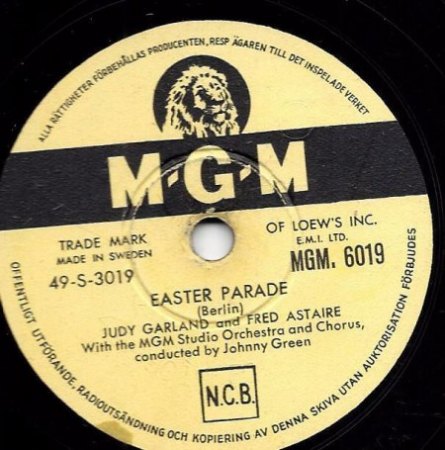 ALLA RÄTTIGHETER FÖRBEHÅLLAS PRODUCENTEN, RESP ÄGAREN TILL DET INSPELADE VERKET
M-G-M
TRADE MARK
MADE IN SWEDEN
49-S-3019
OF LOEW'S INC.
E.M.I. LTD.
MGM. 6019
EASTER PARADE
(Berlin)
JUDY GARLAND and FRED ASTAIRE
With the MGM Studio Orchestra and Chorus,
conducted by Johnny Green
N.C.B.
OFFENTLIGT UTFÖRANDE, RADIOUTSÄNDNING OCH KOPIERING AV DENNA SKIVA UTAN AUKTORISATION FÖRBJUDES